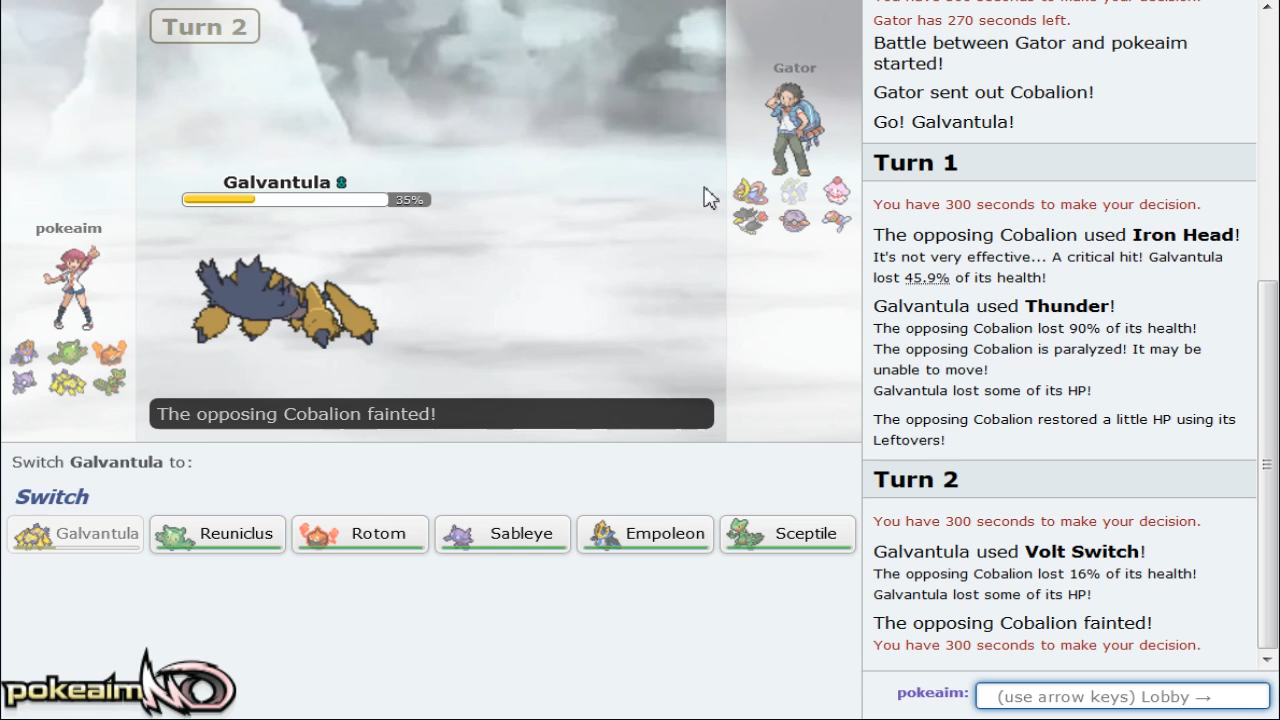 Turn 2
Gator
Galvantula
35%
pokeaim
The opposing Cobalion fainted!
Switch Galvantula to:
Switch
Galvantula
Reuniclus
Rotom
Sableye
Empoleon
Sceptile
pokeaimNO
Gator has 270 seconds left.
Battle between Gator and pokeaim
started!
Gator sent out Cobalion!
Go! Galvantula!
Turn 1
You have 300 seconds to make your decision.
The opposing Cobalion used Iron Head!
It's not very effective... A critical hit! Galvantula
lost 45.9% of its health!
Galvantula used Thunder!
The opposing Cobalion lost 90% of its health!
The opposing Cobalion is paralyzed! It may be
unable to move!
Galvantula lost some of its HP!
The opposing Cobalion restored a little HP using its
Leftovers!
Turn 2
You have 300 seconds to make your decision.
Galvantula used Volt Switch!
The opposing Cobalion lost 16% of its health!
Galvantula lost some of its HP!
The opposing Cobalion fainted!
You have 300 seconds to make your decision.
pokeaim:
(use arrow keys) Lobby →